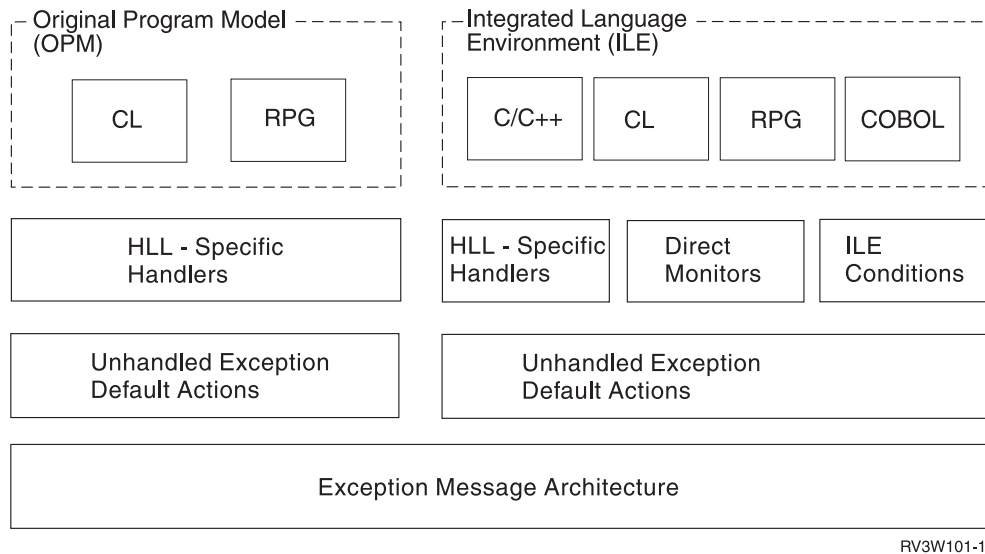 Original Program Model
(OPM)
CL
RPG
Integrated Language
Environment (ILE)
C/C++
CL
RPG
COBOL
HLL - Specific
Handlers
HLL - Specific
Handlers
Direct
Monitors
ILE
Conditions
Unhandled Exception
Default Actions
Unhandled Exception
Default Actions
Exception Message Architecture
RV3W101-1